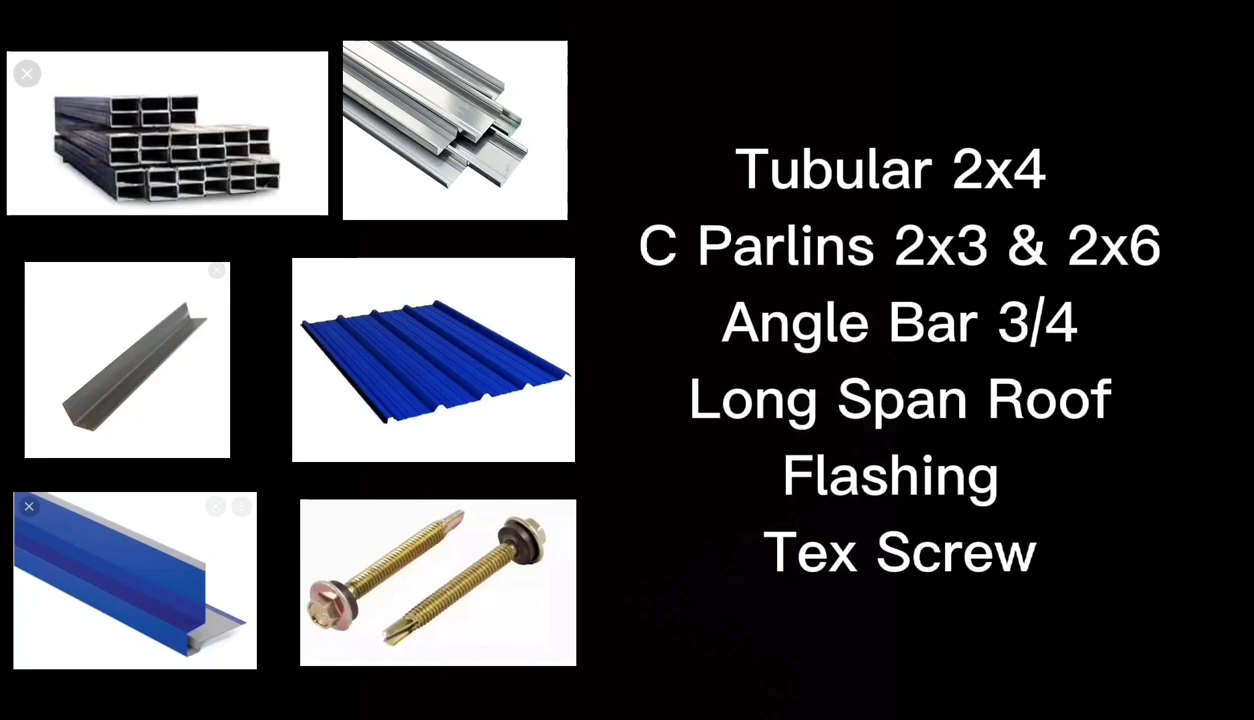 Tubular 2x4
C Parlins 2x3 & 2x6
Angle Bar 3/4
Long Span Roof
Flashing
Tex Screw